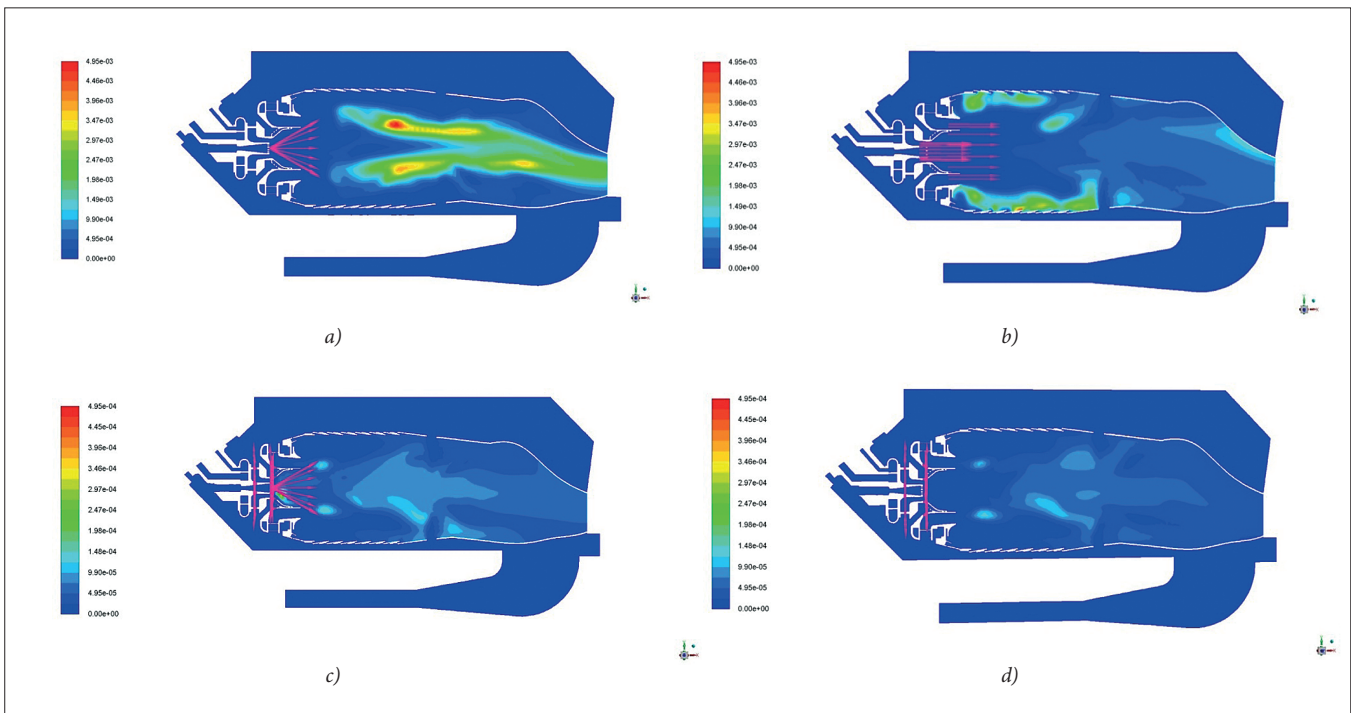 4.95e-03
4.46e-03
3.96e-03
3.47e-03
2.97e-03
2.47e-03
1.98e-03
1.49e-03
9.90e-04
4.95e-04
0.00e+00
a)
4.95e-03
4.46e-03
3.96e-03
3.47e-03
2.97e-03
2.47e-03
1.98e-03
1.49e-03
9.90e-04
4.95e-04
0.00e+00
b)
4.95e-04
4.45e-04
3.96e-04
3.46e-04
2.97e-04
2.47e-04
1.98e-04
1.48e-04
9.90e-05
4.95e-05
0.00e+00
c)
4.95e-04
4.45e-04
3.96e-04
3.46e-04
2.97e-04
2.47e-04
1.98e-04
1.48e-04
9.90e-05
4.95e-05
0.00e+00
d)